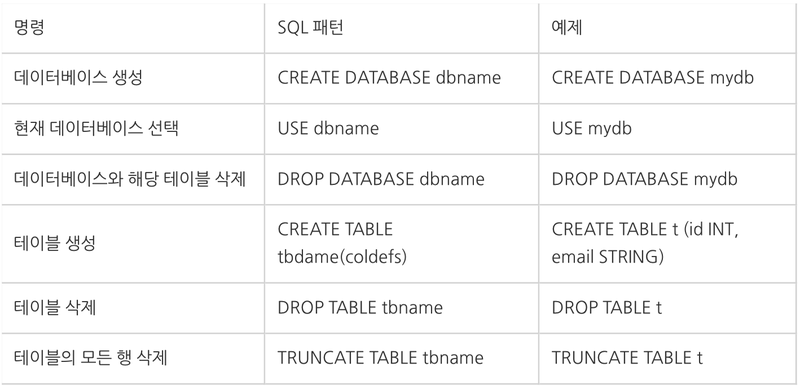 명령 SQL 패턴 예제
데이터베이스 생성 CREATE DATABASE dbname CREATE DATABASE mydb
현재 데이터베이스 선택 USE dbname USE mydb
데이터베이스와 해당 테이블 삭제 DROP DATABASE dbname DROP DATABASE mydb
테이블 생성 CREATE TABLE tbdame(coldefs) CREATE TABLE t (id INT, email STRING)
테이블 삭제 DROP TABLE tbname DROP TABLE t
테이블의 모든 행 삭제 TRUNCATE TABLE tbname TRUNCATE TABLE t